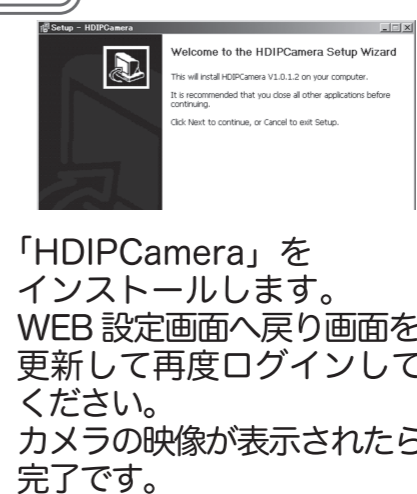 Setup - HDIPCamera
Welcome to the HDIPCamera Setup Wizard
This will install HDIPCamera V1.0.1.2 on your computer.
It is recommended that you close all other applications before
continuing.
Click Next to continue, or Cancel to exit Setup.
「HDIPCamera」を
インストールします。
WEB 設定画面へ戻り画面を
更新して再度ログインして
ください。
カメラの映像が表示されたら
完了です。